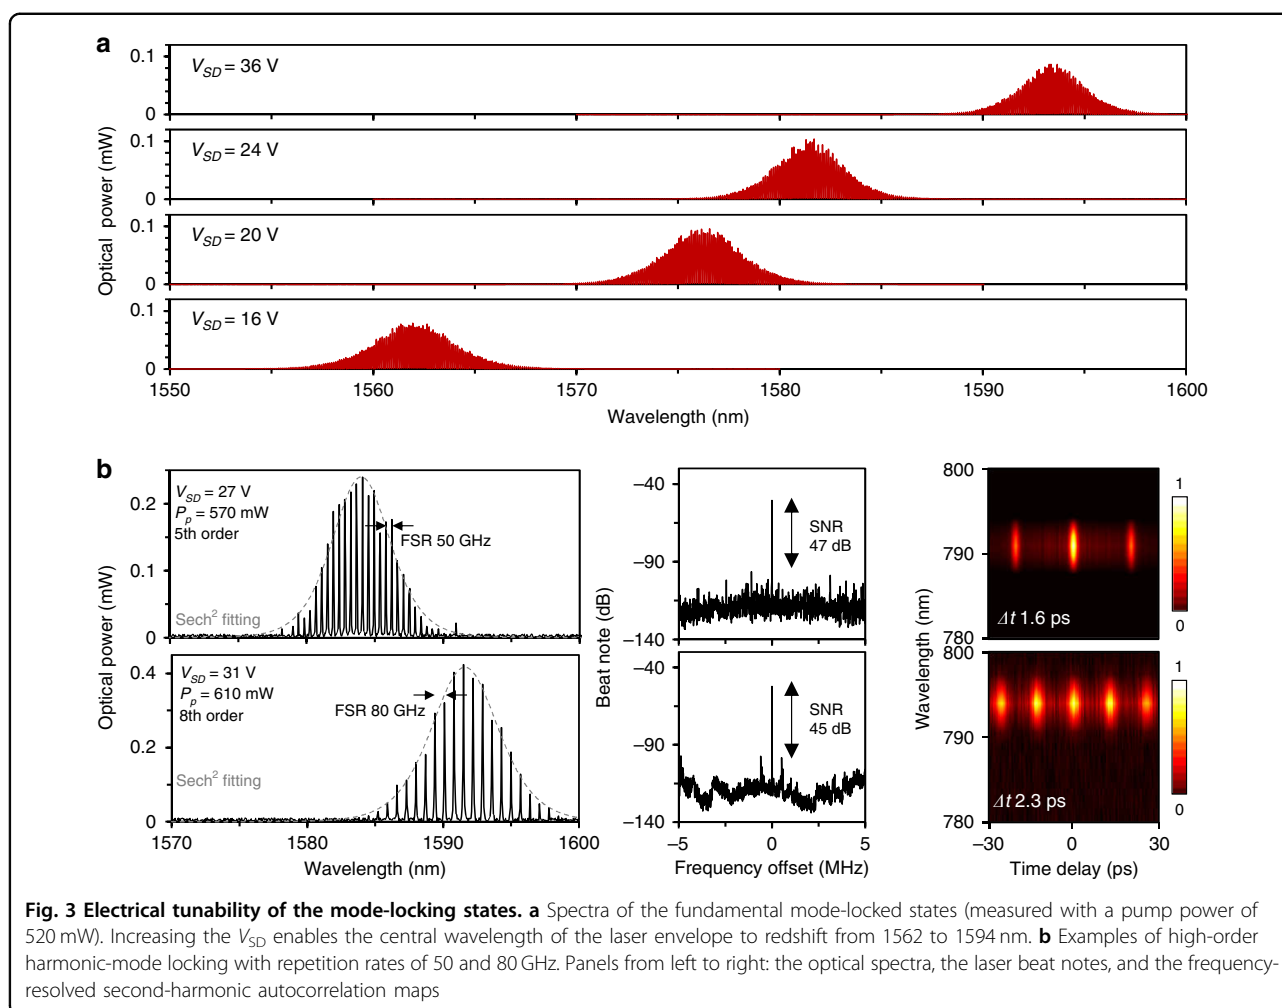 a
V_SD = 36 V
V_SD = 24 V
V_SD = 20 V
V_SD = 16 V
0.1
0
0.1
0
0.1
0
0.1
0
Optical power (mW)
1550 1560 1570 1580 1590 1600
Wavelength (nm)
b
V_SD = 27 V
P_p = 570 mW
5th order
FSR 50 GHz
Sech² fitting
0.2
0.1
0
V_SD = 31 V
P_p = 610 mW
8th order
FSR 80 GHz
Sech² fitting
0.4
0.2
0
Optical power (mW)
1570 1580 1590 1600
Wavelength (nm)
−40
−90
−140
SNR
47 dB
−40
−90
−140
SNR
45 dB
Beat note (dB)
−5 0 5
Frequency offset (MHz)
800
790
780
Δt 1.6 ps
1
0
800
790
780
Δt 2.3 ps
1
0
Wavelength (nm)
−30 0 30
Time delay (ps)
Fig. 3 Electrical tunability of the mode-locking states. a Spectra of the fundamental mode-locked states (measured with a pump power of
520 mW). Increasing the V_SD enables the central wavelength of the laser envelope to redshift from 1562 to 1594 nm. b Examples of high-order
harmonic-mode locking with repetition rates of 50 and 80 GHz. Panels from left to right: the optical spectra, the laser beat notes, and the frequency-
resolved second-harmonic autocorrelation maps